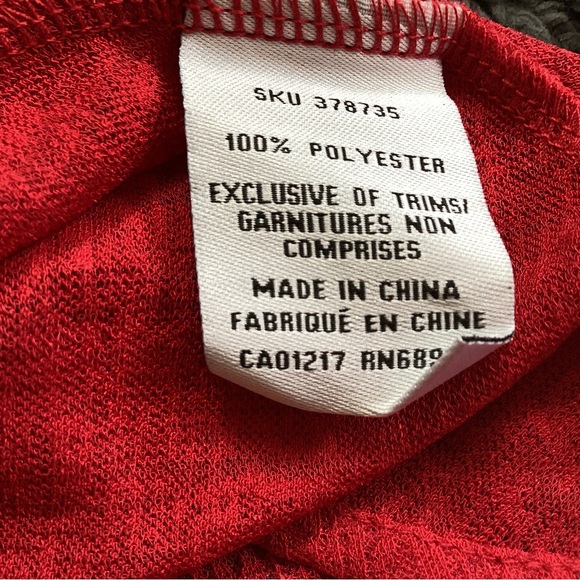 SKU 378735
100% POLYESTER
EXCLUSIVE OF TRIMS/
GARNITURES NON
COMPRISES
MADE IN CHINA
FABRIQUÉ EN CHINE
CA01217